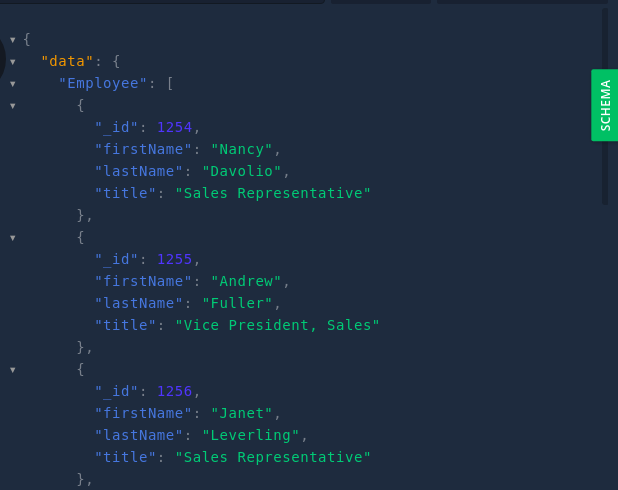 {
"data": {
"Employee": [
{
"_id": 1254,
"firstName": "Nancy",
"lastName": "Davolio",
"title": "Sales Representative"
},
{
"_id": 1255,
"firstName": "Andrew",
"lastName": "Fuller",
"title": "Vice President, Sales"
},
{
"_id": 1256,
"firstName": "Janet",
"lastName": "Leverling",
"title": "Sales Representative"
},
SCHEMA